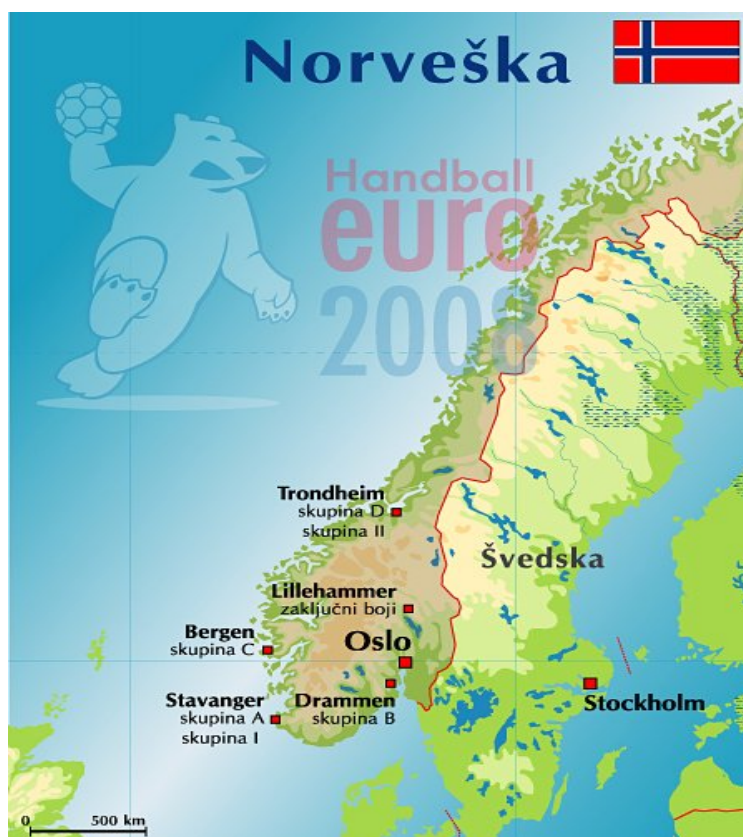 Norveška
Handball
euro
2008
Trondheim
skupina D
skupina II
Švedska
Lillehammer
zaključni boji
Bergen
skupina C
Oslo
Stavanger
skupina A
skupina I
Drammen
skupina B
Stockholm
0 500 km